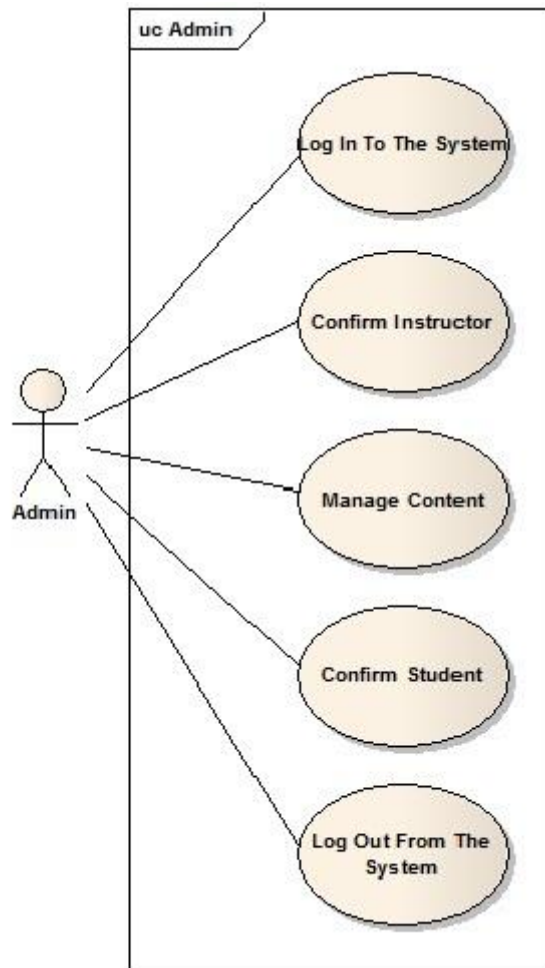 uc Admin
Log In To The System
Confirm Instructor
Admin
Manage Content
Confirm Student
Log Out From The
System